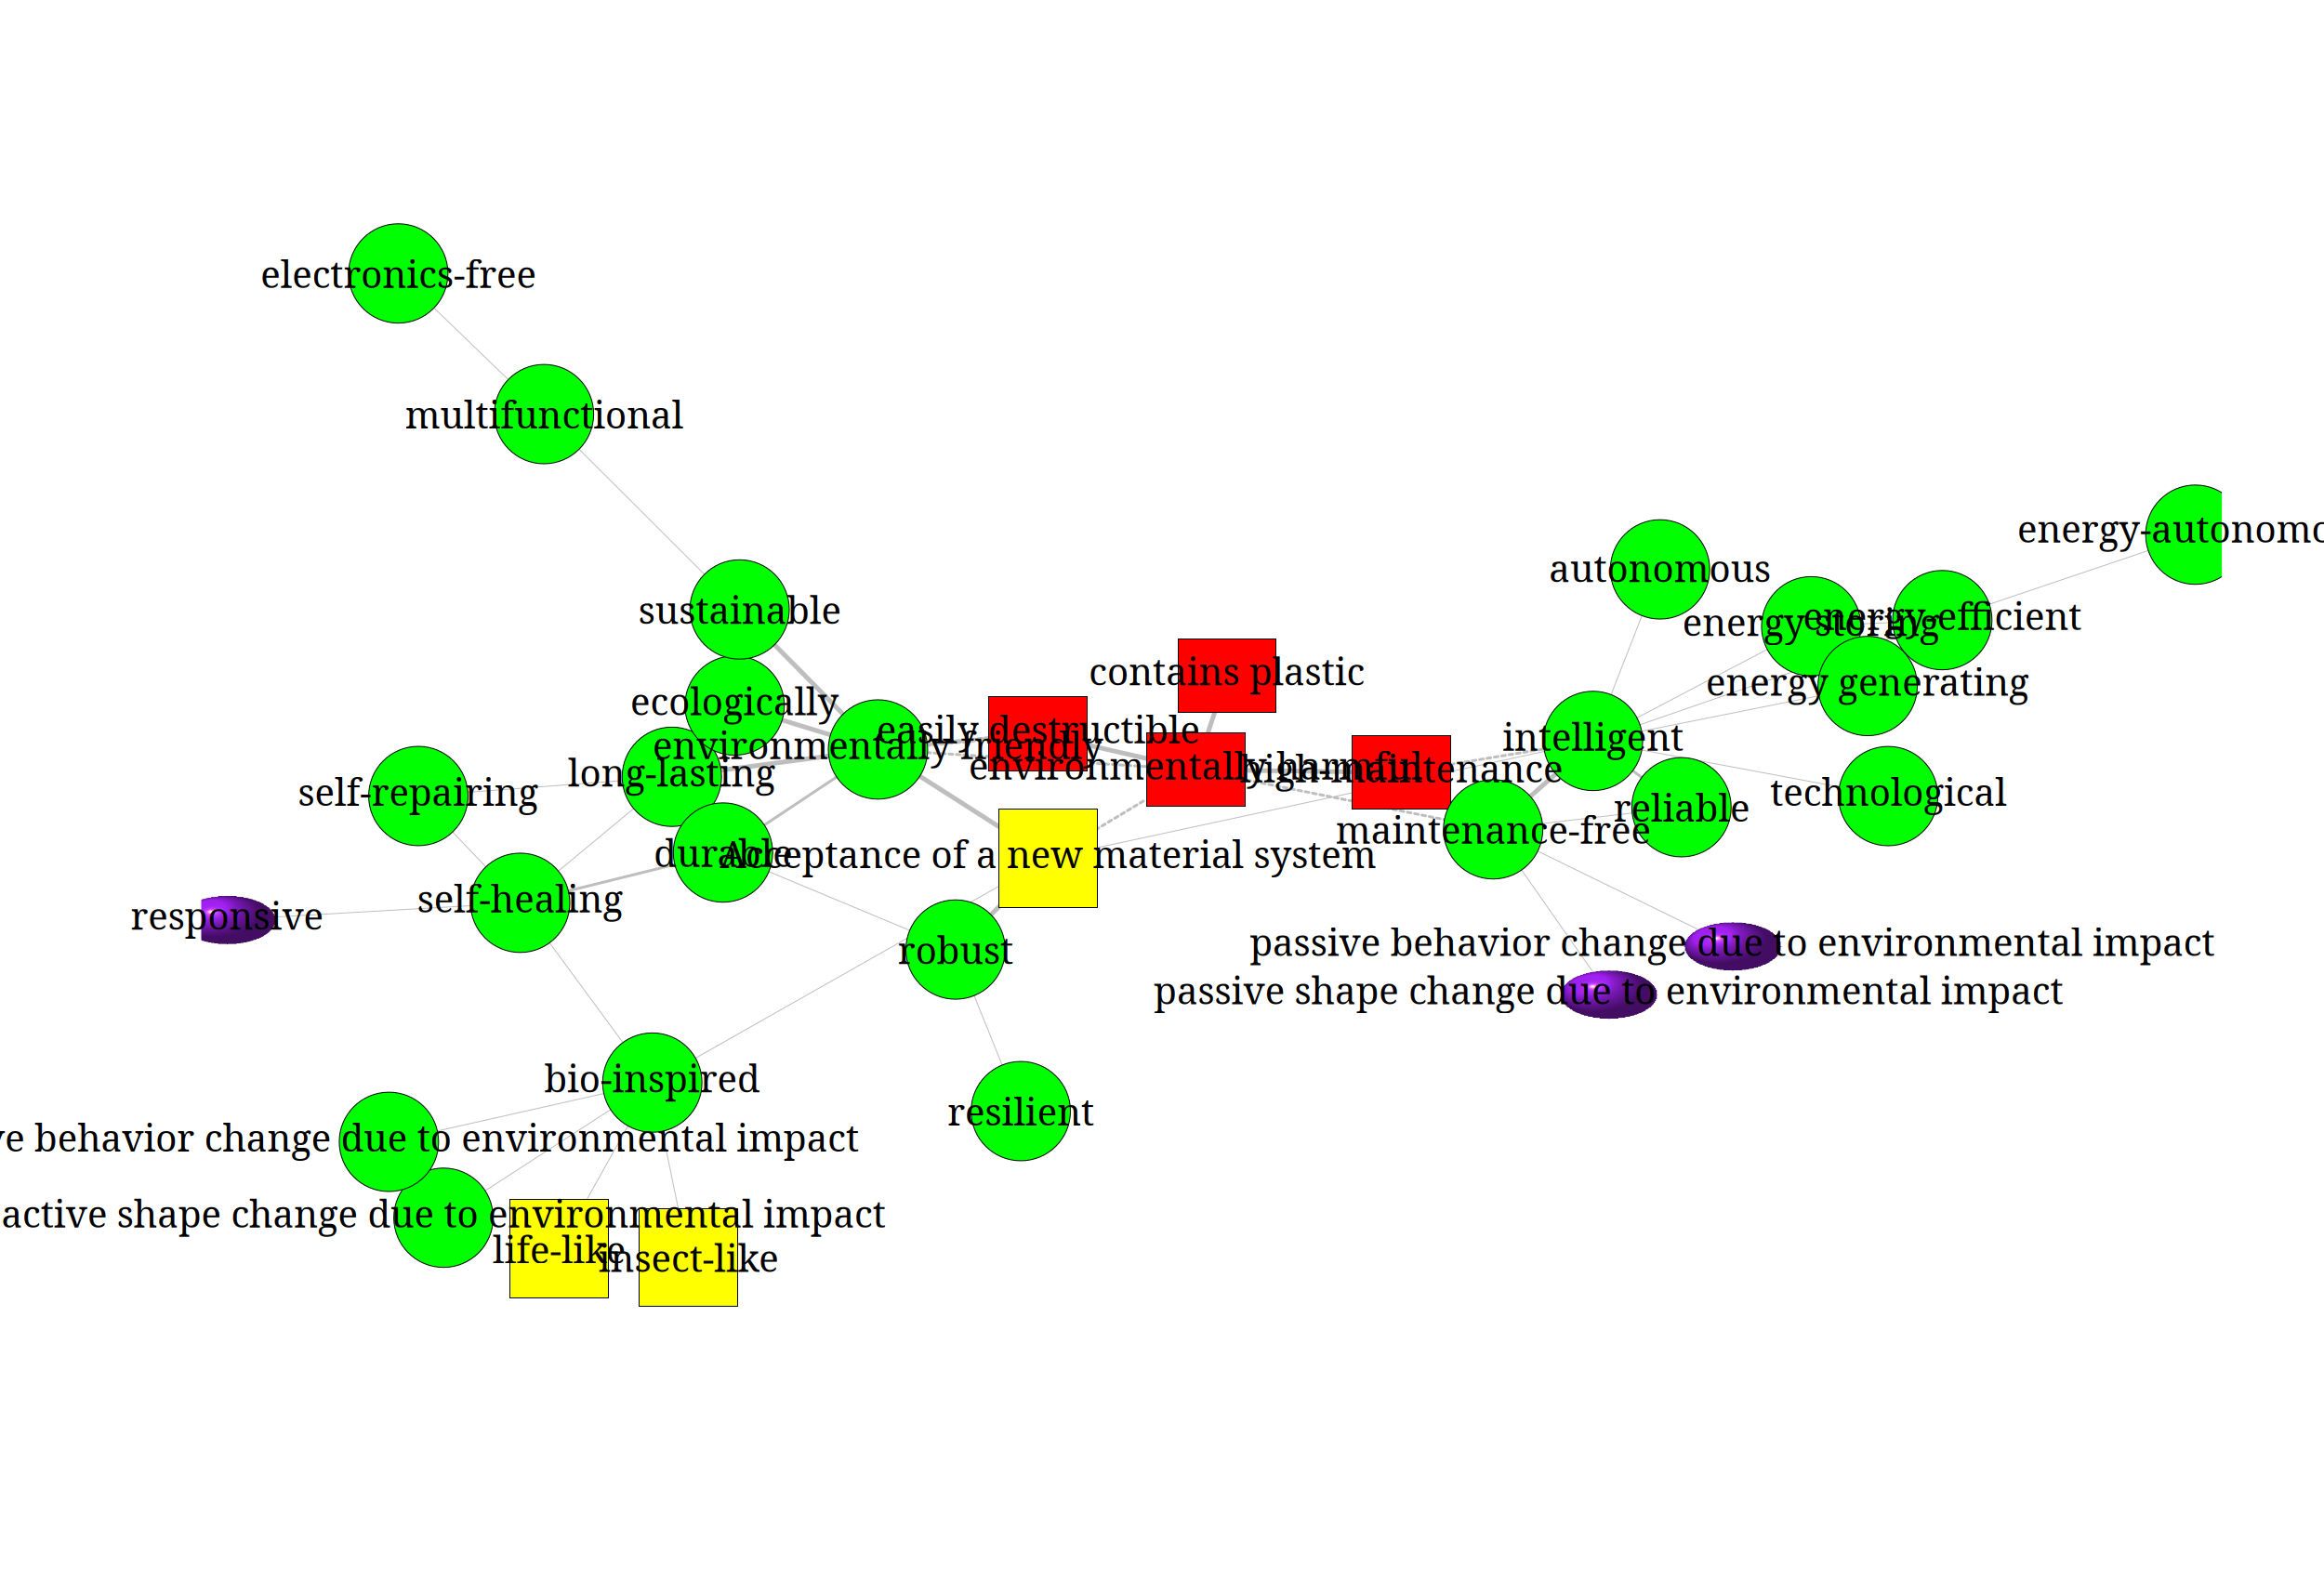 electronics-free
multifunctional
energy-autonomo
autonomous
sustainable
energy storing
energy-efficient
contains plastic
energy generating
ecologically
easily destructible
environmentally friendly
intelligent
long-lasting
environmentally harmful
high-maintenance
self-repairing
technological
reliable
maintenance-free
durable
Acceptance of a new material system
self-healing
responsive
robust
passive behavior change due to environmental impact
passive shape change due to environmental impact
bio-inspired
resilient
ve behavior change due to environmental impact
active shape change due to environmental impact
life-like
insect-like